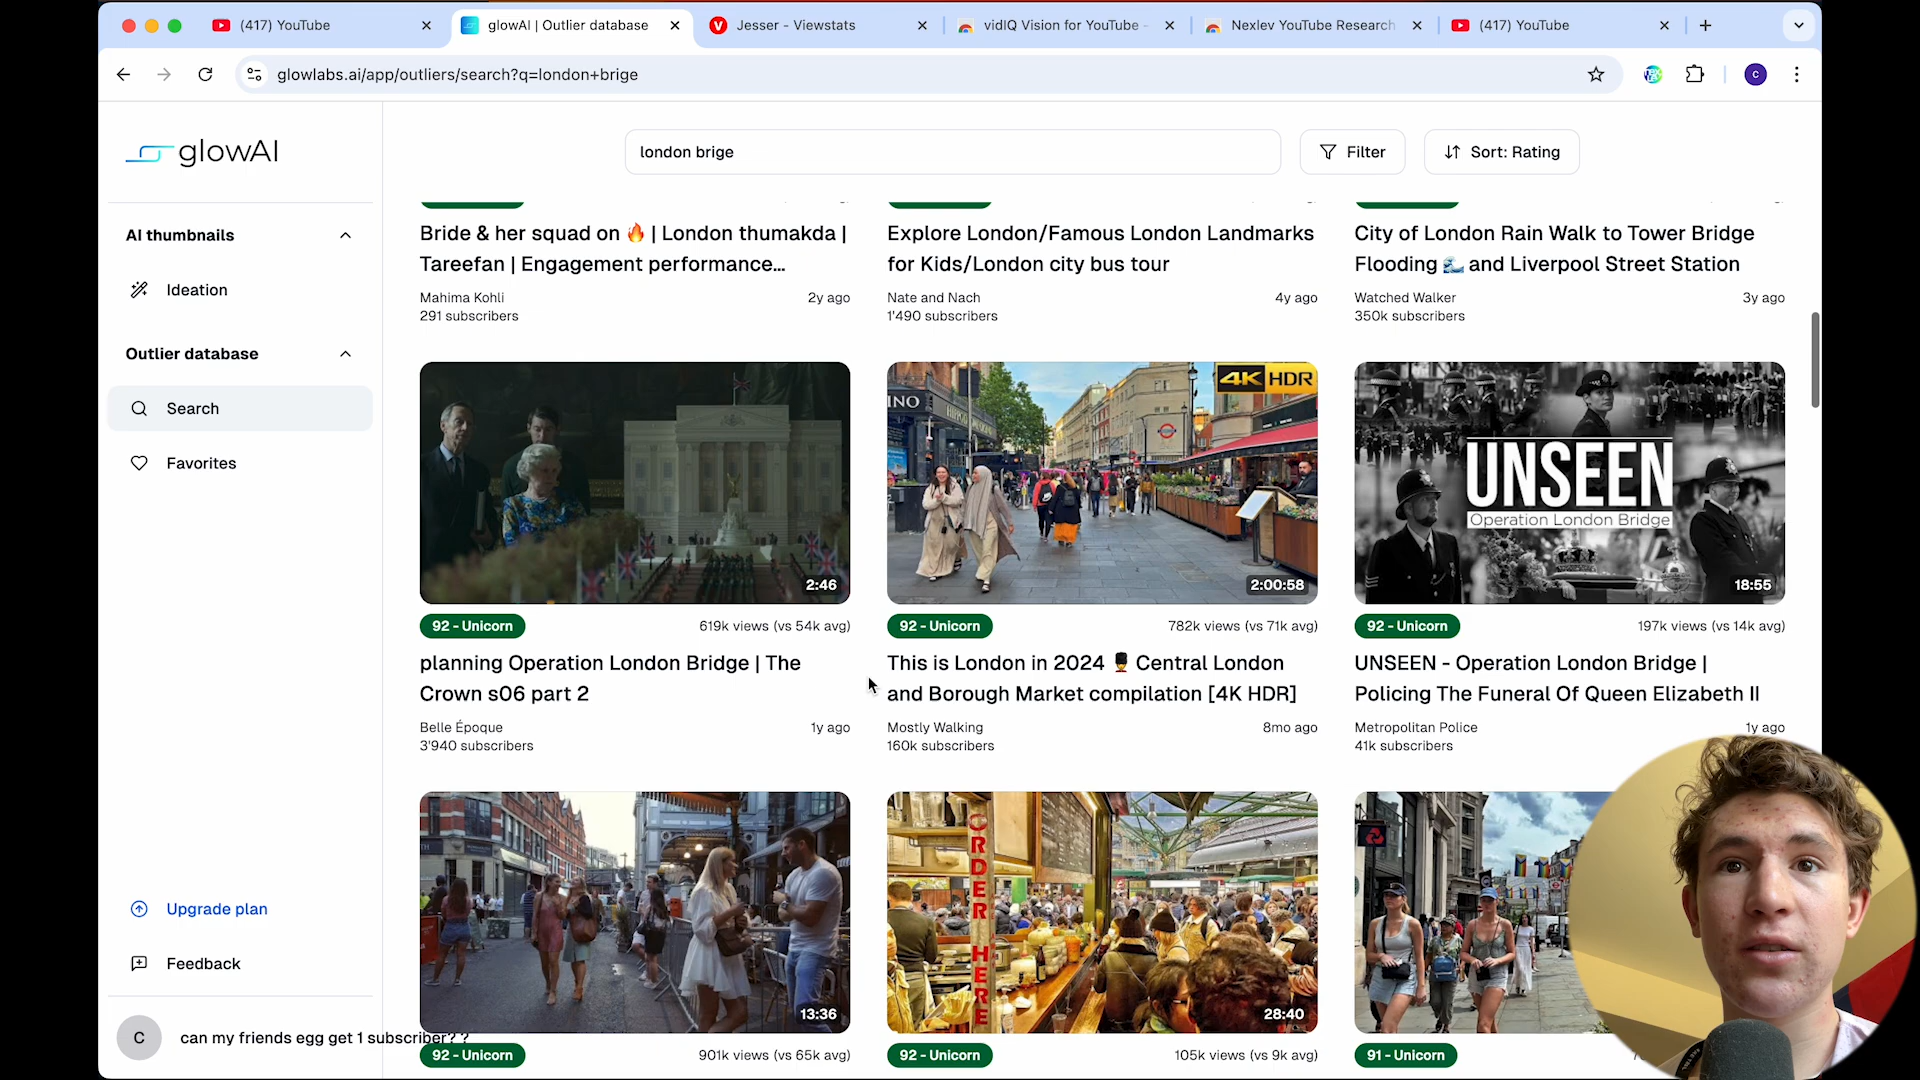 (417) YouTube
glowAI | Outlier database
Jesser - Viewstats
vidIQ Vision for YouTube -
Nexlev YouTube Research
(417) YouTube
glowlabs.ai/app/outliers/search?q=london+brige
C
glowAI
london brige
Filter
Sort: Rating
AI thumbnails
Ideation
Outlier database
Search
Favorites
Upgrade plan
Feedback
C
can my friends egg get 1 subscriber? ?
Bride & her squad on 🔥 | London thumakda |
Tareefan | Engagement performance...
Mahima Kohli
2y ago
291 subscribers
Explore London/Famous London Landmarks
for Kids/London city bus tour
Nate and Nach
4y ago
1'490 subscribers
City of London Rain Walk to Tower Bridge
Flooding 🌊 and Liverpool Street Station
Watched Walker
3y ago
350k subscribers
2:46
92 - Unicorn
619k views (vs 54k avg)
planning Operation London Bridge | The
Crown s06 part 2
Belle Époque
1y ago
3'940 subscribers
4K HDR
INO
2:00:58
92 - Unicorn
782k views (vs 71k avg)
This is London in 2024 💂 Central London
and Borough Market compilation [4K HDR]
Mostly Walking
8mo ago
160k subscribers
UNSEEN
Operation London Bridge
18:55
92 - Unicorn
197k views (vs 14k avg)
UNSEEN - Operation London Bridge |
Policing The Funeral Of Queen Elizabeth II
Metropolitan Police
1y ago
41k subscribers
13:36
92 - Unicorn
901k views (vs 65k avg)
ORDER HERE
28:40
92 - Unicorn
105k views (vs 9k avg)
91 - Unicorn